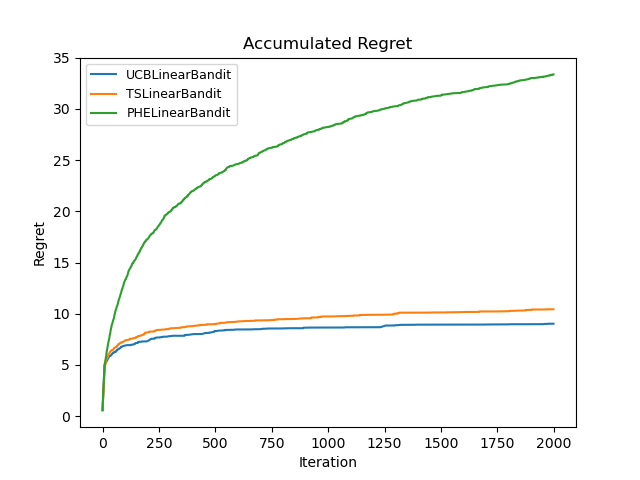 Accumulated Regret
35
30
25
20
15
10
5
0
Regret
UCBLinearBandit
TSLinearBandit
PHELinearBandit
0 250 500 750 1000 1250 1500 1750 2000
Iteration